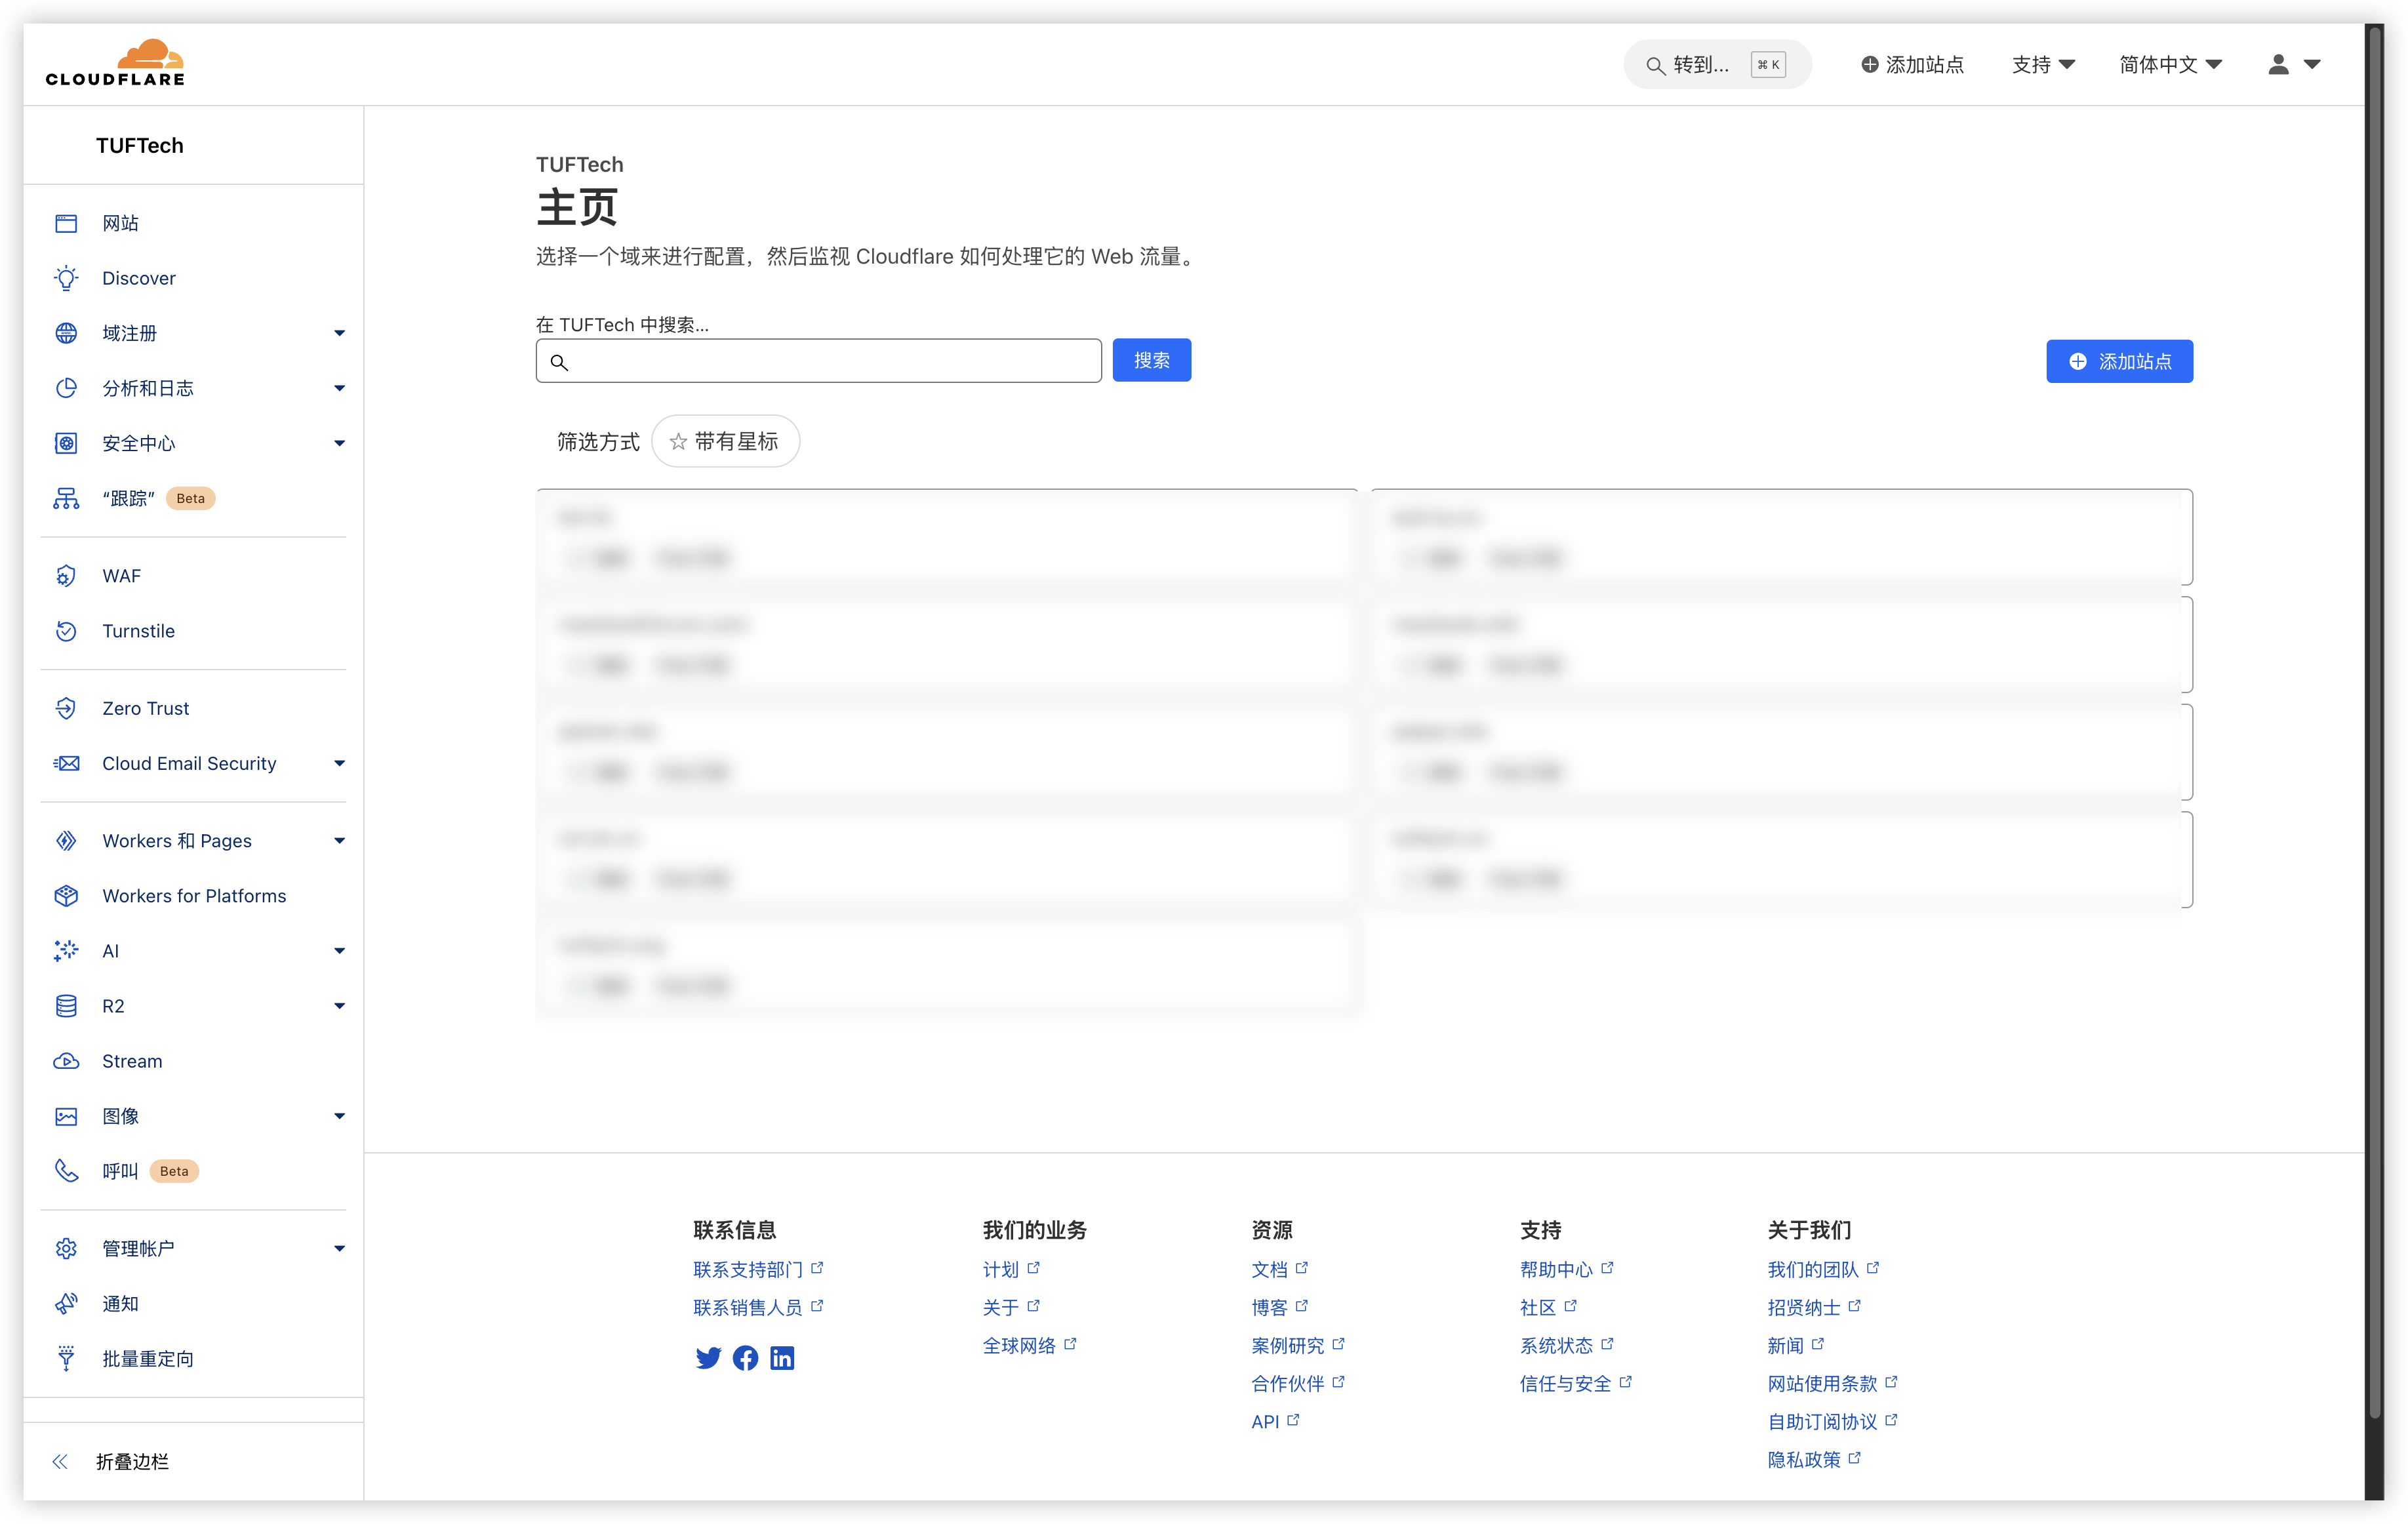 CLOUDFLARE
转到... ⌘ K
添加站点
支持
简体中文
TUFTech
网站
Discover
域注册
分析和日志
安全中心
“跟踪” Beta
WAF
Turnstile
Zero Trust
Cloud Email Security
Workers 和 Pages
Workers for Platforms
AI
R2
Stream
图像
呼叫 Beta
管理帐户
通知
批量重定向
折叠边栏
TUFTech
主页
选择一个域来进行配置，然后监视 Cloudflare 如何处理它的 Web 流量。
在 TUFTech 中搜索...
搜索
添加站点
筛选方式 带有星标
联系信息
联系支持部门
联系销售人员
我们的业务
计划
关于
全球网络
资源
文档
博客
案例研究
合作伙伴
API
支持
帮助中心
社区
系统状态
信任与安全
关于我们
我们的团队
招贤纳士
新闻
网站使用条款
自助订阅协议
隐私政策